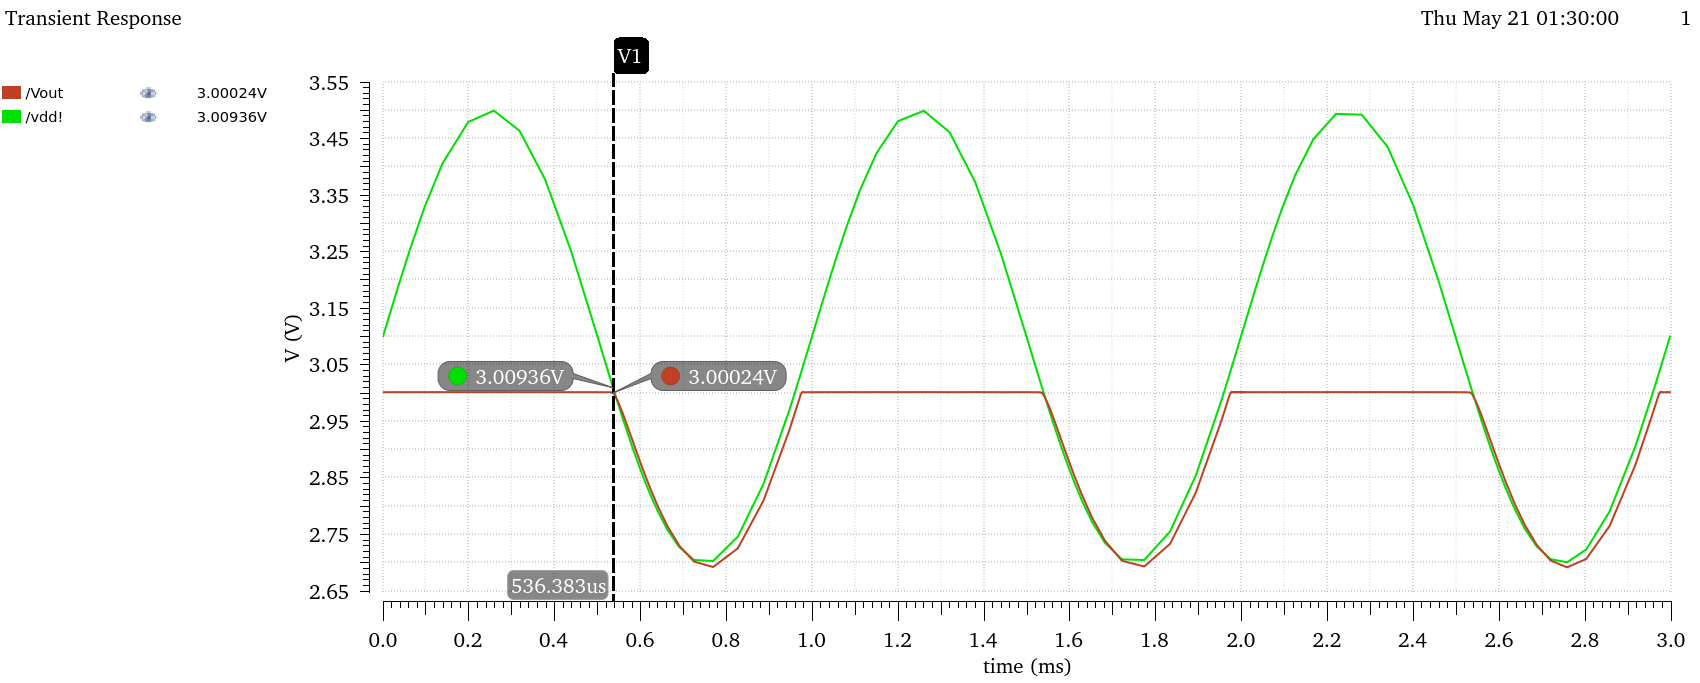 Transient Response
Thu May 21 01:30:00 1
V1
/Vout 3.00024V
/vdd! 3.00936V
3.55
3.45
3.35
3.25
3.15
3.05
2.95
2.85
2.75
2.65
V (V)
3.00936V
3.00024V
536.383us
0.0 0.2 0.4 0.6 0.8 1.0 1.2 1.4 1.6 1.8 2.0 2.2 2.4 2.6 2.8 3.0
time (ms)